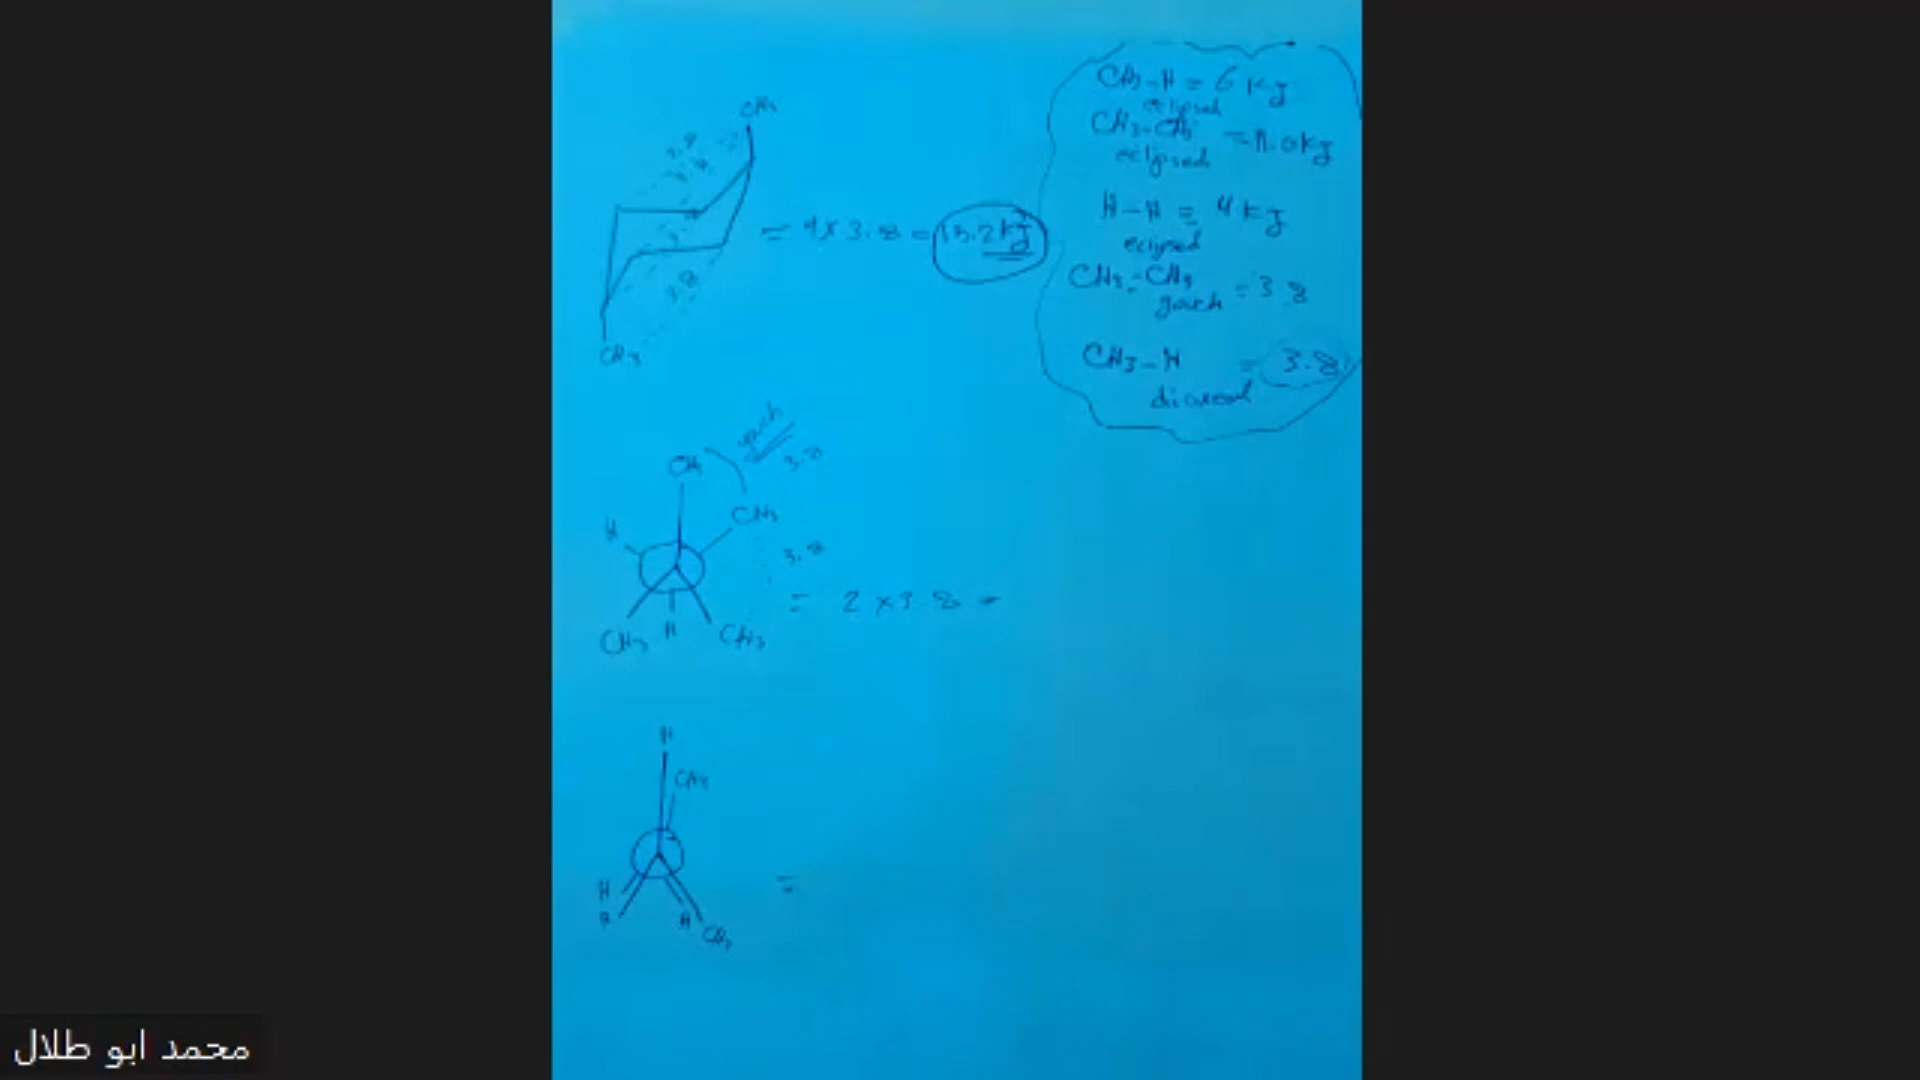 CH3
CH3-H = 6 kj
eclipsed
CH3-CH3 = 11.0 kj
eclipsed
H-H = 4 kj
eclipsed
CH3-CH3 = 3.8
gauch
CH3-H = 3.8
3.8
3.8
= 4 x 3.8 = 15.2 kj
CH3
gauch
3.8
CH3
CH3
H
3.8
= 2 x 3.8 =
CH3 H CH3
H
CH3
=
H
H
H
CH3
محمد ابو طلال